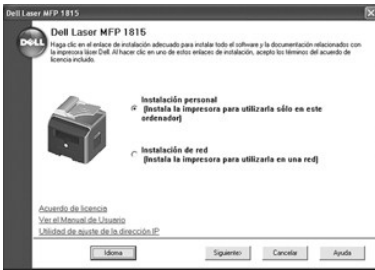 Dell Laser MFP 1815
Dell Laser MFP 1815
DELL
Haga clic en el enlace de instalación adecuado para instalar todo el software y la documentación relacionados con
la impresora láser Dell. Al hacer clic en uno de estos enlaces de instalación, acepto los términos del acuerdo de
licencia incluido.
Instalación personal
(Instala la impresora para utilizarla sólo en este
ordenador)
Instalación de red
(Instala la impresora para utilizarla en una red)
Acuerdo de licencia
Ver el Manual de Usuario
Utilidad de ajuste de la dirección IP
Idioma
Siguiente>
Cancelar
Ayuda